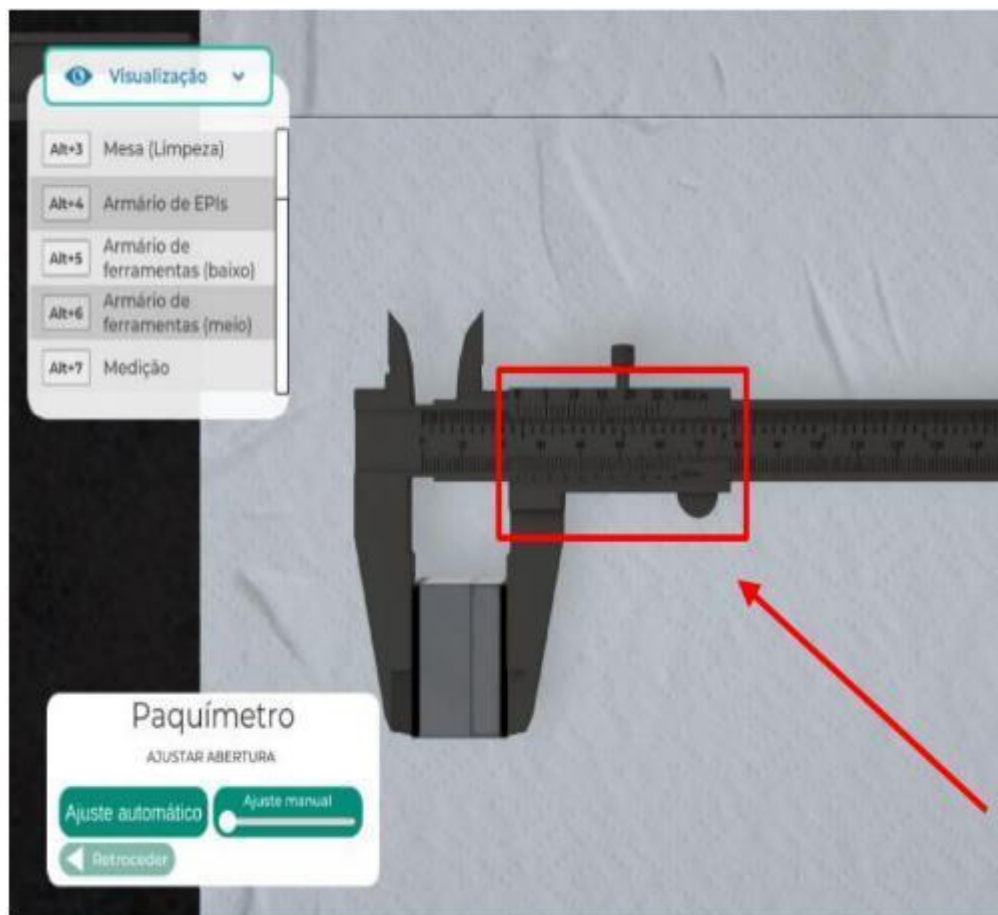 Visualização
Alt+3 Mesa (Limpeza)
Alt+4 Armário de EPIs
Alt+5 Armário de
ferramentas (baixo)
Alt+6 Armário de
ferramentas (meio)
Alt+7 Medição
Paquímetro
AJUSTAR ABERTURA
Ajuste automático
Ajuste manual
Retroceder